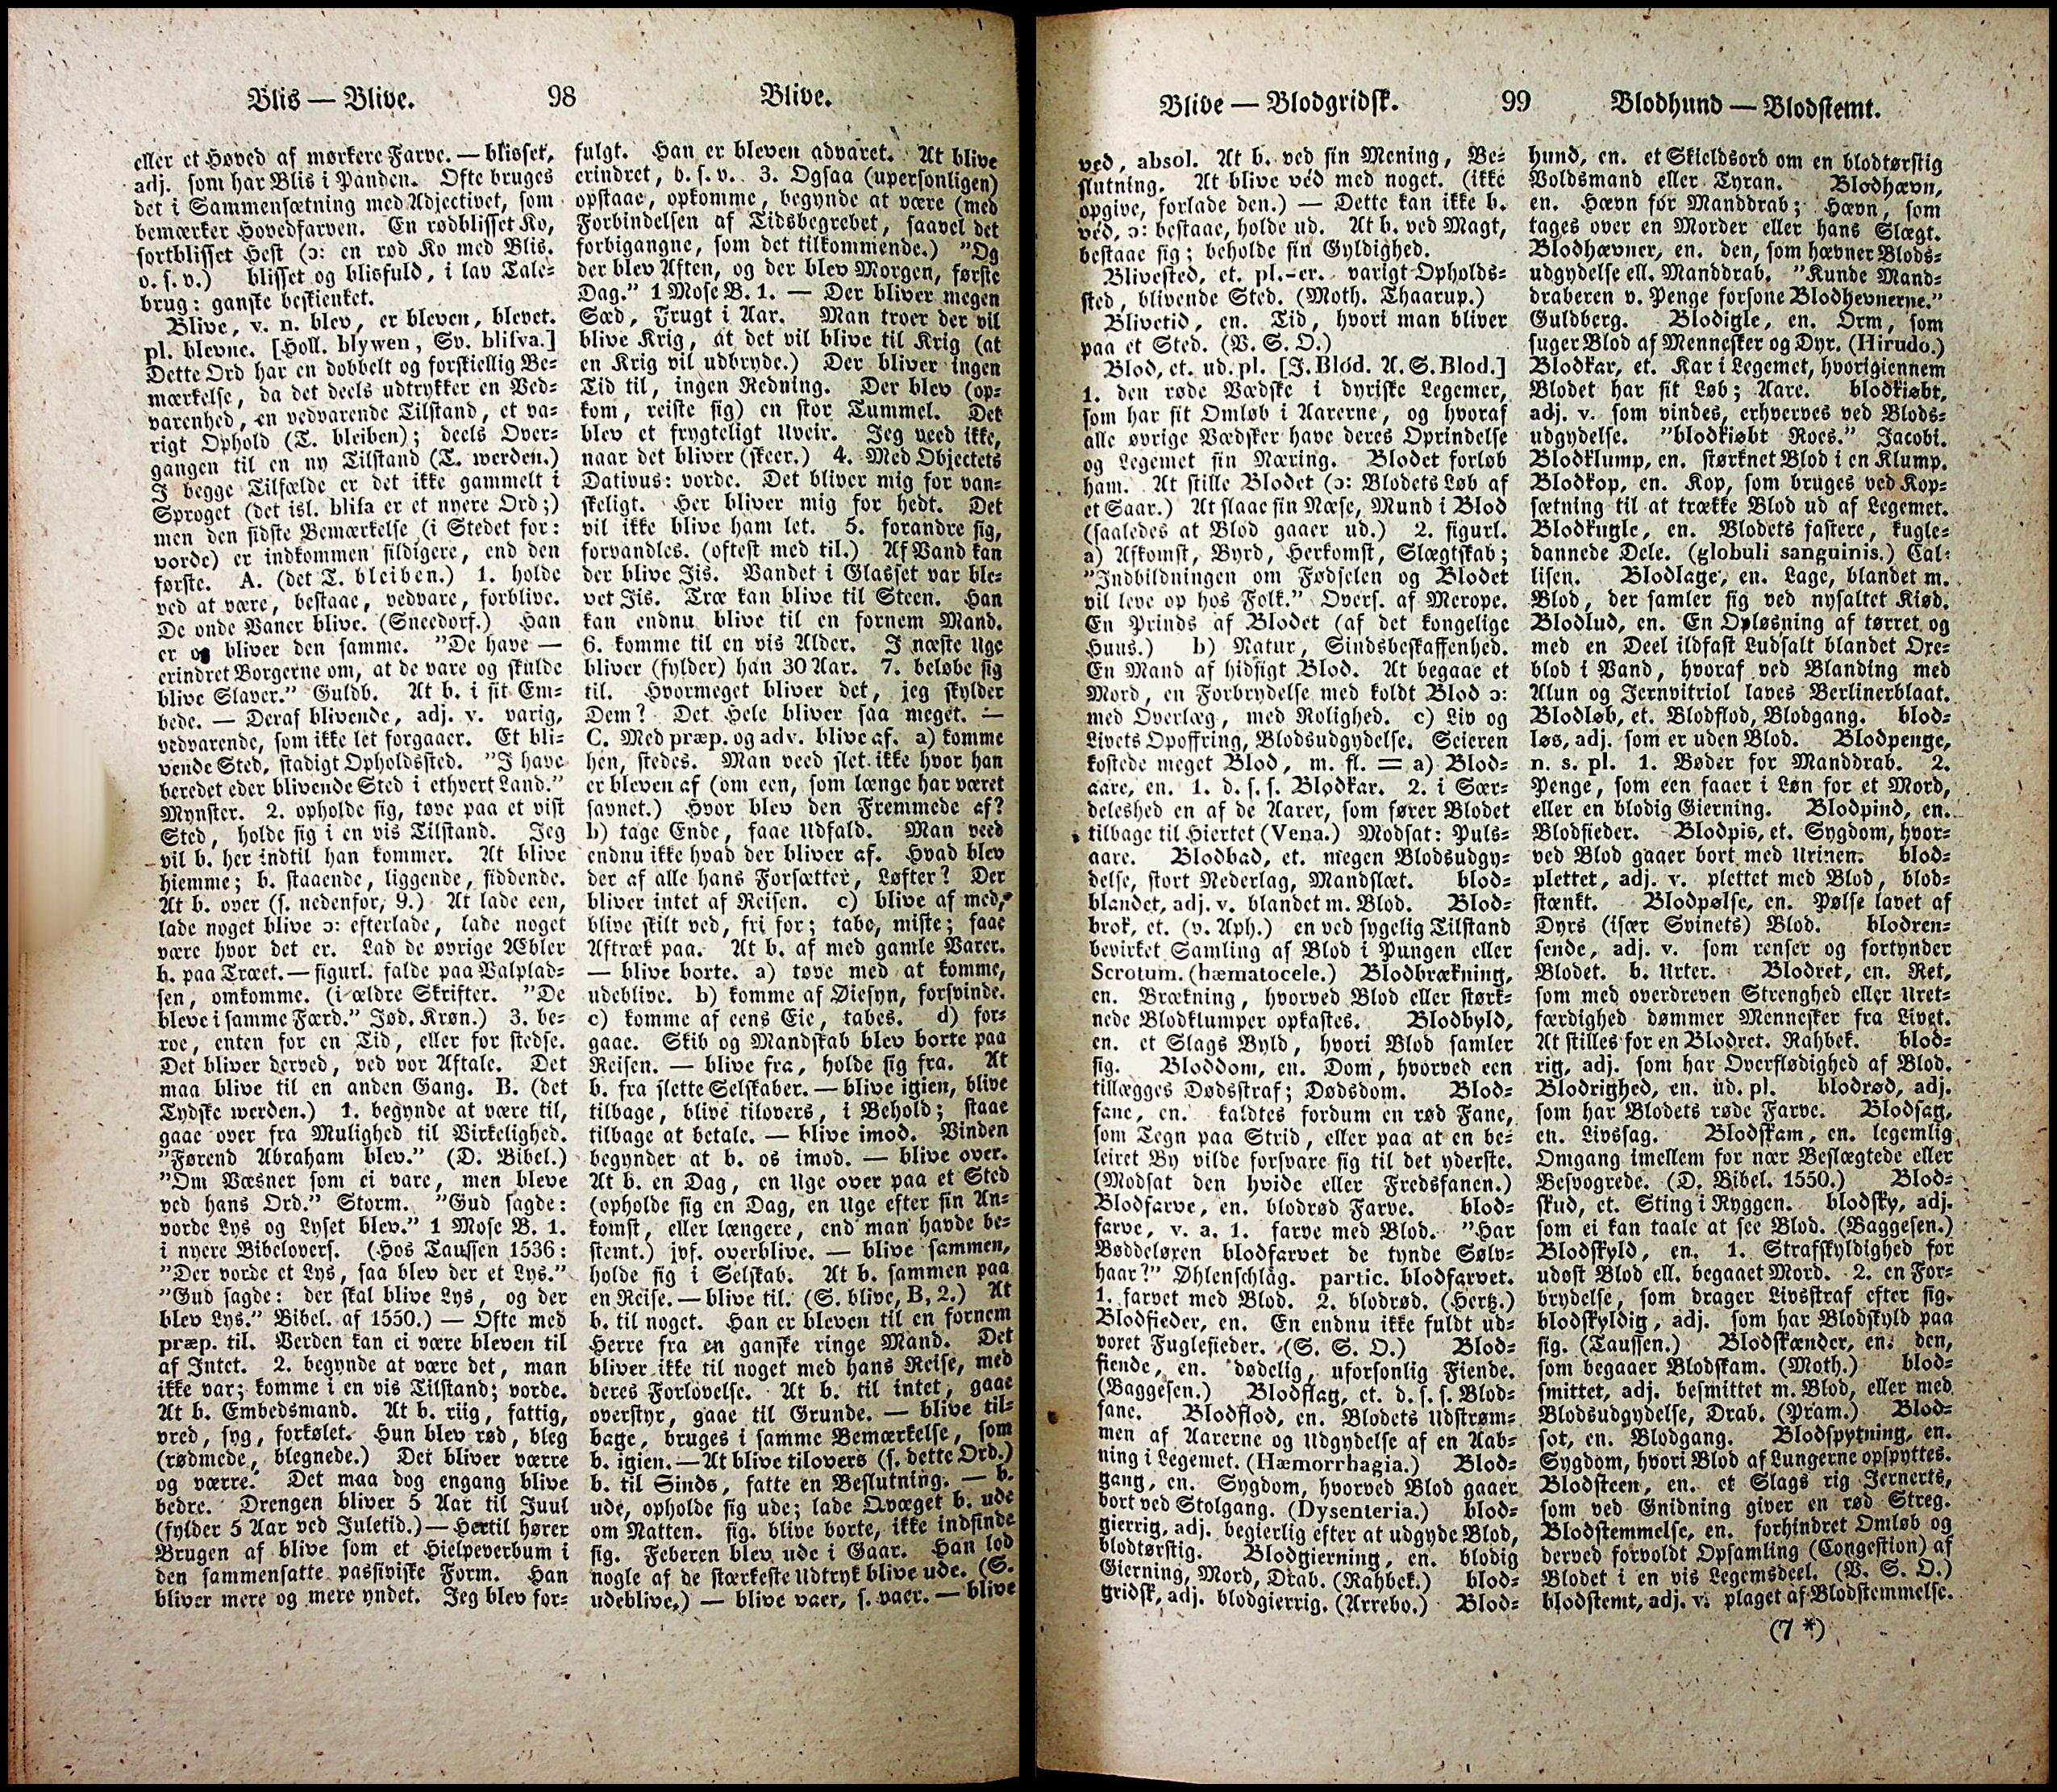 Blis — Blive. 98 Blive.
eller et Hoved af mørkere Farve. — blisset,
adj. som har Blis i Panden. Ofte bruges
det i Sammensætning med Adjectivet, som
bemærker Hovedfarven. En rødblisset Ko,
sortblisset Hest (ɔ: en rød Ko med Blis.
o. s. v.) blisset og blisfuld, i lav Tale-
brug: ganske beskienket.
Blive, v. n. blev, er bleven, blevet.
pl. blevne. [Holl. blywen, Sv. blifva.]
Dette Ord har en dobbelt og forskiellig Be-
mærkelse, da det deels udtrykker en Ved-
varenhed, en vedvarende Tilstand, et va-
rigt Ophold (T. bleiben); deels Over-
gangen til en ny Tilstand (T. werden.)
I begge Tilfælde er det ikke gammelt i
Sproget (det isl. blifa er et nyere Ord;)
men den sidste Bemærkelse (i Stedet for:
vorde) er indkommen sildigere, end den
første. A. (det T. bleiben.) 1. holde
ved at være, bestaae, vedvare, forblive.
De onde Vaner blive. (Sneedorf.) Han
er og bliver den samme. "De have —
erindret Borgerne om, at de vare og skulde
blive Slaver." Guldb. At b. i sit Em-
bede. — Deraf blivende, adj. v. varig,
vedvarende, som ikke let forgaaer. Et bli-
vende Sted, stadigt Opholdssted. "I have
beredet eder blivende Sted i ethvert Land."
Mynster. 2. opholde sig, tøve paa et vist
Sted, holde sig i en vis Tilstand. Jeg
vil b. her indtil han kommer. At blive
hiemme; b. staaende, liggende, siddende.
At b. over (s. nedenfor, 9.) At lade een,
lade noget blive ɔ: efterlade, lade noget
være hvor det er. Lad de øvrige Æbler
b. paa Træet. — figurl. falde paa Valplad-
sen, omkomme. (i ældre Skrifter. "De
bleve i samme Færd." Jød. Krøn.) 3. be-
roe, enten for en Tid, eller for stedse.
Det bliver derved, ved vor Aftale. Det
maa blive til en anden Gang. B. (det
Tydske werden.) 1. begynde at være til,
gaae over fra Mulighed til Virkelighed.
"Førend Abraham blev." (D. Bibel.)
"Om Væsner som ei vare, men bleve
ved hans Ord." Storm. "Gud sagde:
vorde Lys og Lyset blev." 1 Mose B. 1.
i nyere Bibelovers. (Hos Taussen 1536:
"Der vorde et Lys, saa blev der et Lys."
"Gud sagde: der skal blive Lys, og der
blev Lys." Bibel. af 1550.) — Ofte med
præp. til. Verden kan ei være bleven til
af Intet. 2. begynde at være det, man
ikke var; komme i en vis Tilstand; vorde.
At b. Embedsmand. At b. riig, fattig,
vred, syg, forkølet. Hun blev rød, bleg
(rødmede, blegnede.) Det bliver værre
og værre. Det maa dog engang blive
bedre. Drengen bliver 5 Aar til Juul
(fylder 5 Aar ved Juletid.) — Hertil hører
Brugen af blive som et Hielpeverbum i
den sammensatte passiviske Form. Han
bliver mere og mere yndet. Jeg blev for-
fulgt. Han er bleven advaret. At blive
erindret, o. s. v. 3. Ogsaa (upersonligen)
opstaae, opkomme, begynde at være (med
Forbindelsen af Tidsbegrebet, saavel det
forbigangne, som det tilkommende.) "Og
der blev Aften, og der blev Morgen, første
Dag." 1 Mose B. 1. — Der bliver megen
Sæd, Frugt i Aar. Man troer der vil
blive Krig, at det vil blive til Krig (at
en Krig vil udbryde.) Der bliver ingen
Tid til, ingen Redning. Der blev (op-
kom, reiste sig) en stor Tummel. Det
blev et frygteligt Uveir. Jeg veed ikke,
naar det bliver (skeer.) 4. Med Objectets
Dativus: vorde. Det bliver mig for van-
skeligt. Her bliver mig for hedt. Det
vil ikke blive ham let. 5. forandre sig,
forvandles. (oftest med til.) Af Vand kan
der blive Jis. Vandet i Glasset var ble-
vet Jis. Træ kan blive til Steen. Han
kan endnu blive til en fornem Mand.
6. komme til en vis Alder. I næste Uge
bliver (fylder) han 30 Aar. 7. beløbe sig
til. Hvormeget bliver det, jeg skylder
Dem? Det Hele bliver saa meget. —
C. Med præp. og adv. blive af. a) komme
hen, stedes. Man veed slet ikke hvor han
er bleven af (om een, som længe har været
savnet.) Hvor blev den Fremmede af?
b) tage Ende, faae Udfald. Man veed
endnu ikke hvad der bliver af. Hvad blev
der af alle hans Forsætter, Løfter? Der
bliver intet af Reisen. c) blive af med,
blive skilt ved, fri for; tabe, miste; faae
Aftræk paa. At b. af med gamle Varer.
— blive borte. a) tøve med at komme,
udeblive. b) komme af Øiesyn, forsvinde.
c) komme af eens Eie, tabes. d) for-
gaae. Skib og Mandskab blev borte paa
Reisen. — blive fra, holde sig fra. At
b. fra slette Selskaber. — blive igien, blive
tilbage, blive tilovers, i Behold; staae
tilbage at betale. — blive imod. Vinden
begynder at b. os imod. — blive over.
At b. en Dag, en Uge over paa et Sted
(opholde sig en Dag, en Uge efter sin An-
komst, eller længere, end man havde be-
stemt.) jvf. overblive. — blive sammen,
holde sig i Selskab. At b. sammen paa
en Reise. — blive til. (S. blive, B, 2.) At
b. til noget. Han er bleven til en fornem
Herre fra en ganske ringe Mand. Det
bliver ikke til noget med hans Reise, med
deres Forlovelse. At b. til intet, gaae
overstyr, gaae til Grunde. — blive til-
bage, bruges i samme Bemærkelse, som
b. igien. — At blive tilovers (s. dette Ord.)
b. til Sinds, fatte en Beslutning. — b.
ude, opholde sig ude; lade Qvæget b. ude
om Natten. fig. blive borte, ikke indfinde
sig. Feberen blev ude i Gaar. Han lod
nogle af de stærkeste Udtryk blive ude. (S.
udeblive.) — blive vaer, s. vaer. — blive
Blive — Blodgridsk. 99 Blodhund — Blodstemt.
ved, absol. At b. ved sin Mening, Be-
slutning. At blive ved med noget. (ikke
opgive, forlade den.) — Dette kan ikke b.
ved, ɔ: bestaae, holde ud. At b. ved Magt,
bestaae sig; beholde sin Gyldighed.
Blivested, et. pl. -er. varigt Opholds-
sted, blivende Sted. (Moth. Thaarup.)
Blivetid, en. Tid, hvori man bliver
paa et Sted. (V. S. O.)
Blod, et. ud. pl. [J. Blód. A. S. Blod.]
1. den røde Vædske i dyriske Legemer,
som har sit Omløb i Aarerne, og hvoraf
alle øvrige Vædsker have deres Oprindelse
og Legemet sin Næring. Blodet forløb
ham. At stille Blodet (ɔ: Blodets Løb af
et Saar.) At slaae sin Næse, Mund i Blod
(saaledes at Blod gaaer ud.) 2. figurl.
a) Afkomst, Byrd, Herkomst, Slægtskab;
"Indbildningen om Fødselen og Blodet
vil leve op hos Folk." Overs. af Merope.
En Prinds af Blodet (af det kongelige
Huus.) b) Natur, Sindsbeskaffenhed.
En Mand af hidsigt Blod. At begaae et
Mord, en Forbrydelse med koldt Blod ɔ:
med Overlæg, med Rolighed. c) Liv og
Livets Opoffring, Blodsudgydelse. Seieren
kostede meget Blod, m. fl. = a) Blod-
aare, en. 1. d. s. s. Blodkar. 2. i Sær-
deleshed en af de Aarer, som fører Blodet
tilbage til Hiertet (Vena.) Modsat: Puls-
aare. Blodbad, et. megen Blodsudgy-
delse, stort Nederlag, Mandslæt. blod-
blandet, adj. v. blandet m. Blod. Blod-
brok, et. (v. Aph.) en ved sygelig Tilstand
bevirket Samling af Blod i Pungen eller
Scrotum. (hæmatocele.) Blodbrækning,
en. Brækning, hvorved Blod eller størk-
nede Blodklumper opkastes. Blodbyld,
en. et Slags Byld, hvori Blod samler
sig. Bloddom, en. Dom, hvorved een
tillægges Dødsstraf; Dødsdom. Blod-
fane, en. kaldtes fordum en rød Fane,
som Tegn paa Strid, eller paa at en be-
leiret By vilde forsvare sig til det yderste.
(Modsat den hvide eller Fredsfanen.)
Blodfarve, en. blodrød Farve. blod-
farve, v. a. 1. farve med Blod. "Har
Bøddeløxen blodfarvet de tynde Sølv-
haar?" Øhlenschläg. partic. blodfarvet.
1. farvet med Blod. 2. blodrød. (Hertz.)
Blodfieder, en. En endnu ikke fuldt ud-
voret Fuglefieder. (S. S. O.) Blod-
fiende, en. dødelig, uforsonlig Fiende.
(Baggesen.) Blodflag, et. d. s. s. Blod-
fane. Blodflod, en. Blodets Udstrøm-
men af Aarerne og Udgydelse af en Aab-
ning i Legemet. (Hæmorrhagia.) Blod-
gang, en. Sygdom, hvorved Blod gaaer
bort ved Stolgang. (Dysenteria.) blod-
gierrig, adj. begierlig efter at udgyde Blod,
blodtørstig. Blodgierning, en. blodig
Gierning, Mord, Drab. (Rahbek.) blod-
gridsk, adj. blodgierrig. (Arrebo.) Blod-
hund, en. et Skieldsord om en blodtørstig
Voldsmand eller Tyran. Blodhævn,
en. Hævn for Manddrab; Hævn, som
tages over en Morder eller hans Slægt.
Blodhævner, en. den, som hævner Blods-
udgydelse ell. Manddrab. "Kunde Mand-
draberen v. Penge forsone Blodhevnerne."
Guldberg. Blodigle, en. Orm, som
suger Blod af Mennesker og Dyr. (Hirudo.)
Blodkar, et. Kar i Legemet, hvorigiennem
Blodet har sit Løb; Aare. blodkiøbt,
adj. v. som vindes, erhverves ved Blods-
udgydelse. "blodkiøbt Roes." Jacobi.
Blodklump, en. størknet Blod i en Klump.
Blodkop, en. Kop, som bruges ved Kop-
sætning til at trække Blod ud af Legemet.
Blodkugle, en. Blodets fastere, kugle-
dannede Dele. (globuli sanguinis.) Cal-
lisen. Blodlage, en. Lage, blandet m.
Blod, der samler sig ved nysaltet Kiød.
Blodlud, en. En Opløsning af tørret og
med en Deel ildfast Ludsalt blandet Oxe-
blod i Vand, hvoraf ved Blanding med
Alun og Jernvitriol laves Berlinerblaat.
Blodløb, et. Blodflod, Blodgang. blod-
løs, adj. som er uden Blod. Blodpenge,
n. s. pl. 1. Bøder for Manddrab. 2.
Penge, som een faaer i Løn for et Mord,
eller en blodig Gierning. Blodpind, en.
Blodfieder. Blodpis, et. Sygdom, hvor-
ved Blod gaaer bort med Urinen. blod-
plettet, adj. v. plettet med Blod, blod-
stænkt. Blodpølse, en. Pølse lavet af
Dyrs (især Svinets) Blod. blodren-
sende, adj. v. som renser og fortynder
Blodet. b. Urter. Blodret, en. Ret,
som med overdreven Strenghed eller Uret-
færdighed dømmer Mennesker fra Livet.
At stilles for en Blodret. Rahbek. blod-
rig, adj. som har Overflødighed af Blod.
Blodrighed, en. ud. pl. blodrød, adj.
som har Blodets røde Farve. Blodsag,
en. Livssag. Blodskam, en. legemlig
Omgang imellem for nær Beslægtede eller
Besvogrede. (D. Bibel. 1550.) Blod-
skud, et. Sting i Ryggen. blodsky, adj.
som ei kan taale at see Blod. (Baggesen.)
Blodskyld, en. 1. Strafskyldighed for
udøst Blod ell. begaaet Mord. 2. en For-
brydelse, som drager Livsstraf efter sig.
blodskyldig, adj. som har Blodskyld paa
sig. (Taussen.) Blodskænder, en. den,
som begaaer Blodskam. (Moth.) blod-
smittet, adj. besmittet m. Blod, eller med
Blodsudgydelse, Drab. (Pram.) Blod-
sot, en. Blodgang. Blodspytning, en.
Sygdom, hvori Blod af Lungerne opspyttes.
Blodsteen, en. et Slags rig Jernerts,
som ved Gnidning giver en rød Streg.
Blodstemmelse, en. forhindret Omløb og
derved forvoldt Opsamling (Congestion) af
Blodet i en vis Legemsdeel. (V. S. O.)
blodstemt, adj. v. plaget af Blodstemmelse.
(7 *)